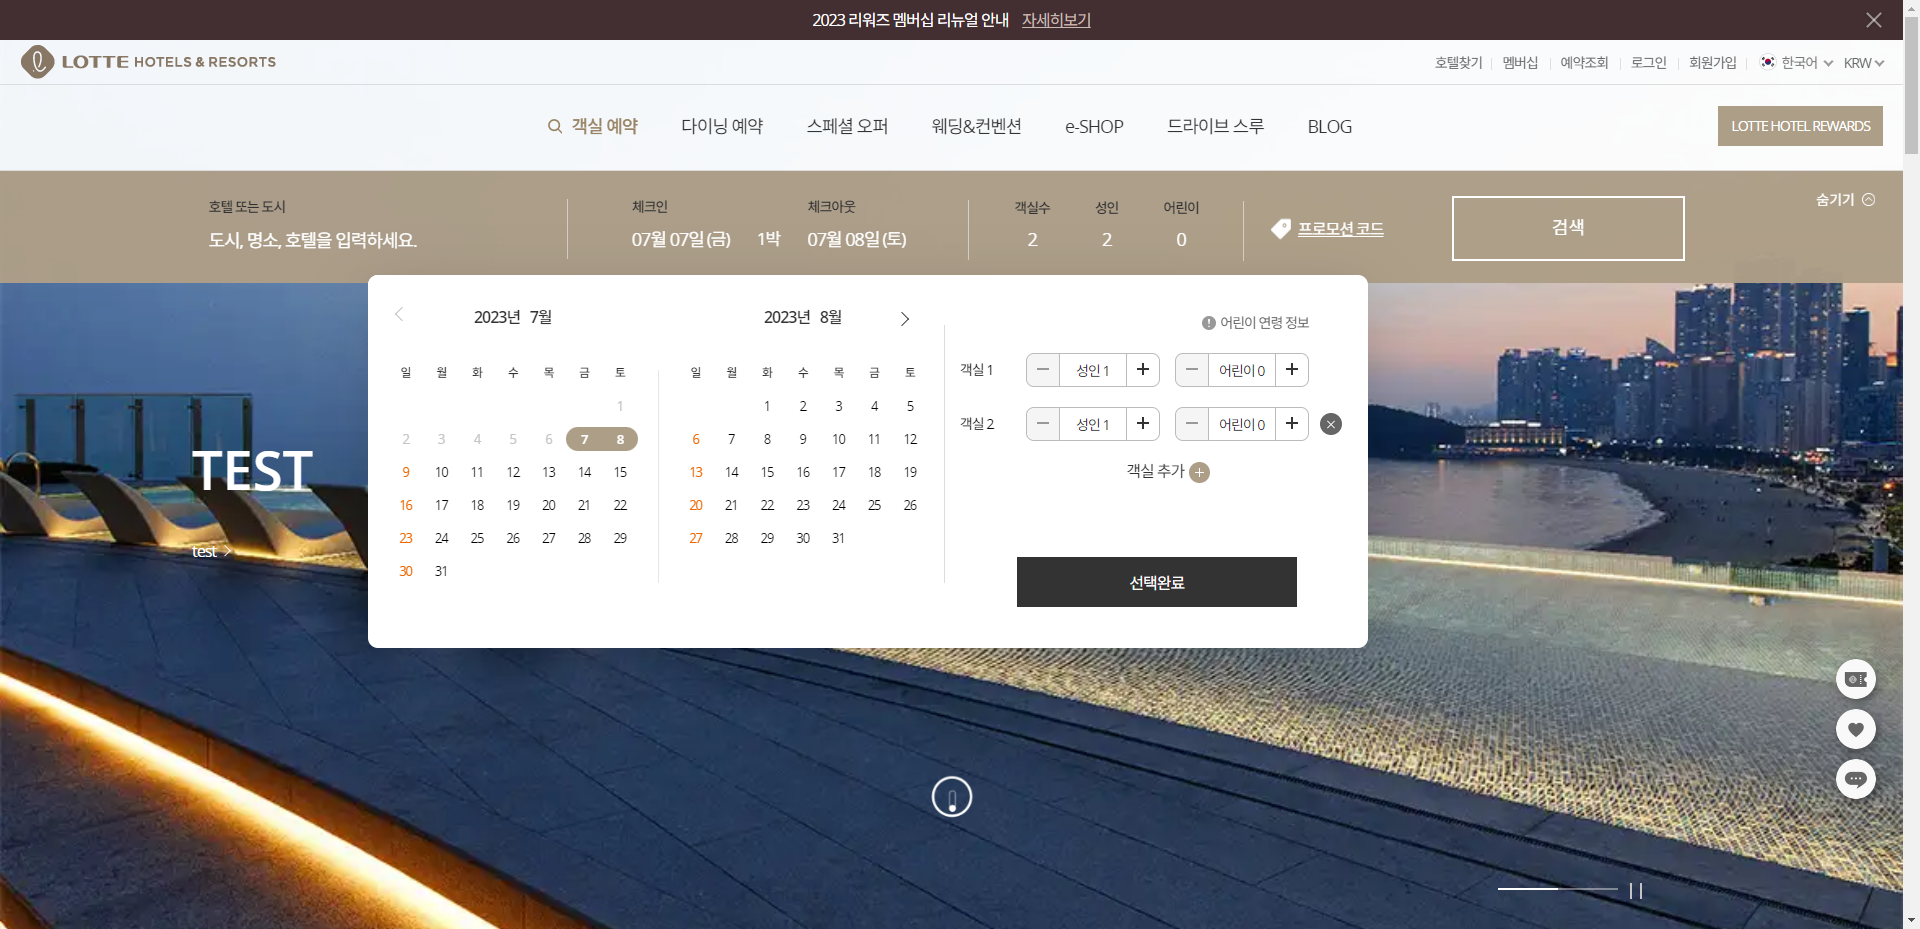 2023 리워즈 멤버십 리뉴얼 안내 자세히보기
LOTTE HOTELS & RESORTS
호텔찾기 멤버십 예약조회 로그인 회원가입 한국어 KRW
객실 예약 다이닝 예약 스페셜 오퍼 웨딩&컨벤션 e-SHOP 드라이브 스루 BLOG
LOTTE HOTEL REWARDS
호텔 또는 도시 체크인 체크아웃 객실수 성인 어린이
도시, 명소, 호텔을 입력하세요. 07월 07일 (금) 1박 07월 08일 (토) 2 2 0
프로모션 코드
검색
숨기기
2023년 7월
일 월 화 수 목 금 토
1
2 3 4 5 6 7 8
9 10 11 12 13 14 15
16 17 18 19 20 21 22
23 24 25 26 27 28 29
30 31
2023년 8월
일 월 화 수 목 금 토
1 2 3 4 5
6 7 8 9 10 11 12
13 14 15 16 17 18 19
20 21 22 23 24 25 26
27 28 29 30 31
어린이 연령 정보
객실 1 성인 1 어린이 0
객실 2 성인 1 어린이 0
객실 추가
선택완료
TEST
test